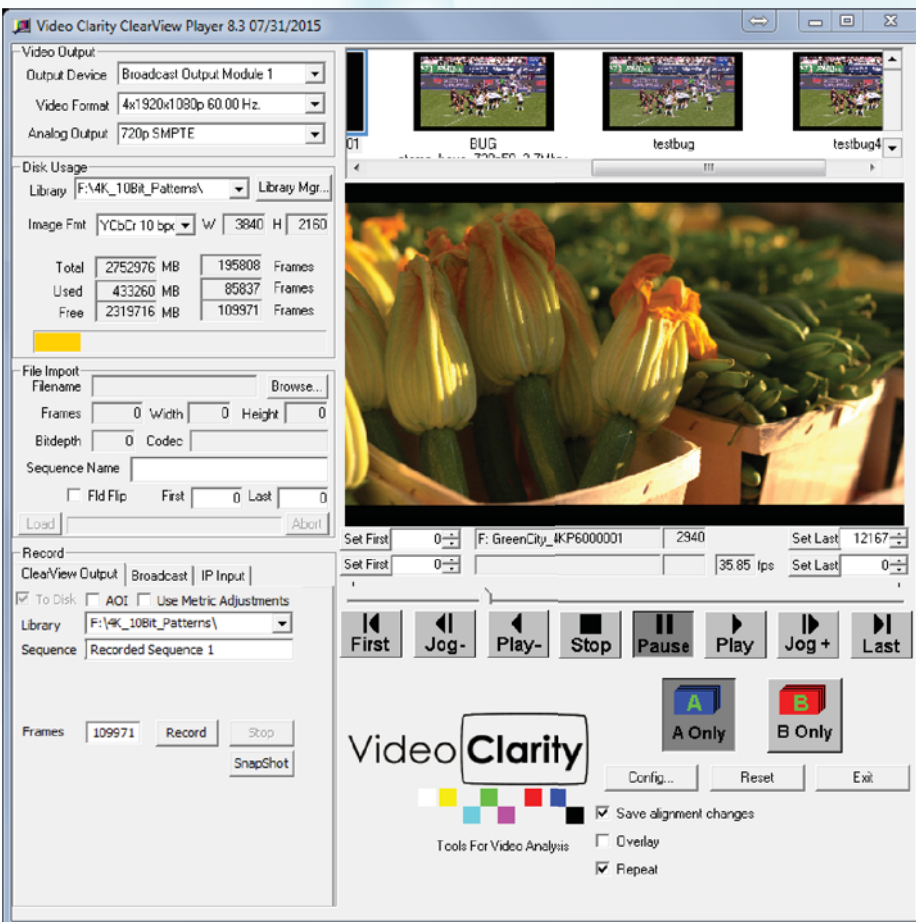 Video Clarity ClearView Player 8.3 07/31/2015
Video Output
Output Device Broadcast Output Module 1
Video Format 4x1920x1080p 60.00 Hz.
Analog Output 720p SMPTE
Disk Usage
Library F:\4K_10Bit_Patterns\ Library Mgr...
Image Fmt YCbCr 10 bpx W 3840 H 2160
Total 2752976 MB 195808 Frames
Used 433260 MB 85837 Frames
Free 2319716 MB 109971 Frames
File Import
Filename Browse...
Frames 0 Width 0 Height 0
Bitdepth 0 Codec
Sequence Name
Fld Flip First 0 Last 0
Load Abort
Record
ClearView Output Broadcast IP Input
To Disk AOI Use Metric Adjustments
Library F:\4K_10Bit_Patterns\
Sequence Recorded Sequence 1
Frames 109971 Record Stop
SnapShot
01 BUG testbug testbug4
Set First 0 F: GreenCity_4KP6000001 2940 Set Last 12167
Set First 0 35.85 fps Set Last 0
First Jog- Play- Stop Pause Play Jog + Last
A B
A Only B Only
Video Clarity
Tools For Video Analysis
Config... Reset Exit
Save alignment changes
Overlay
Repeat